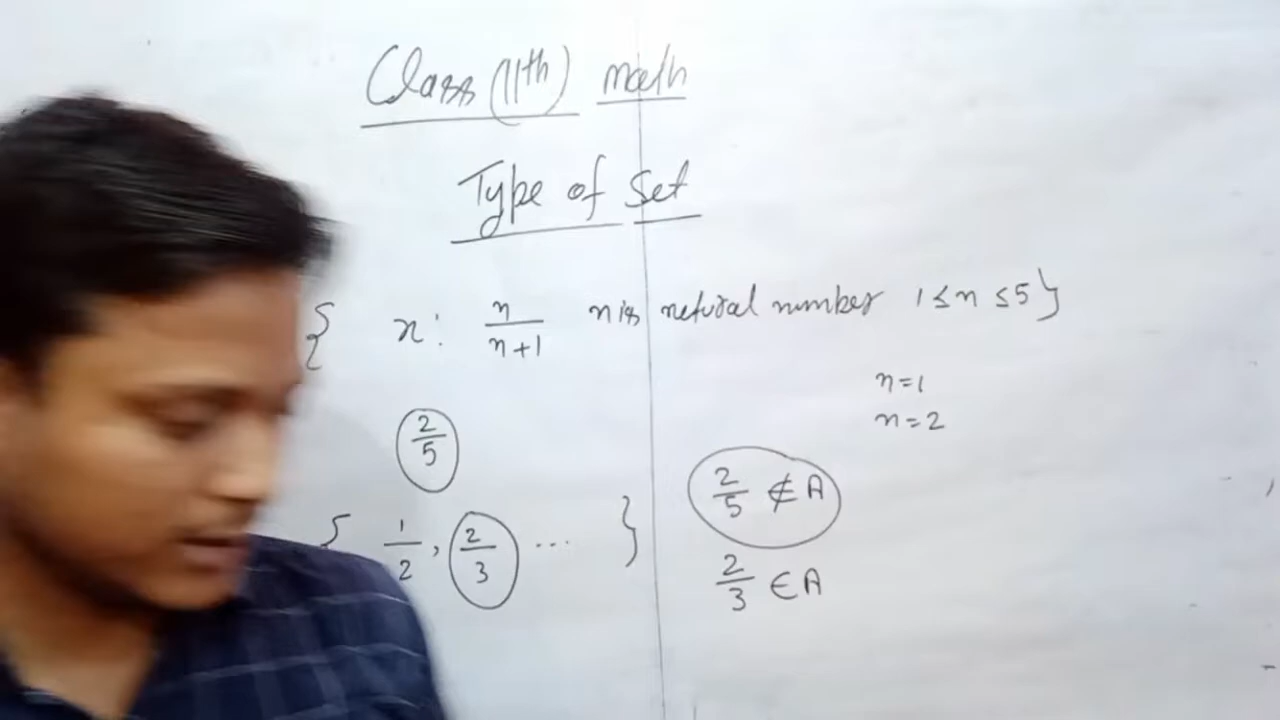 Class (11th) math
Type of Set
{ x: n/n+1 n is netural number 1 ≤ n ≤ 5 }
n=1
n=2
2/5
2/5 ∉ A
{ 1/2, 2/3 ... }
2/3 ∈ A